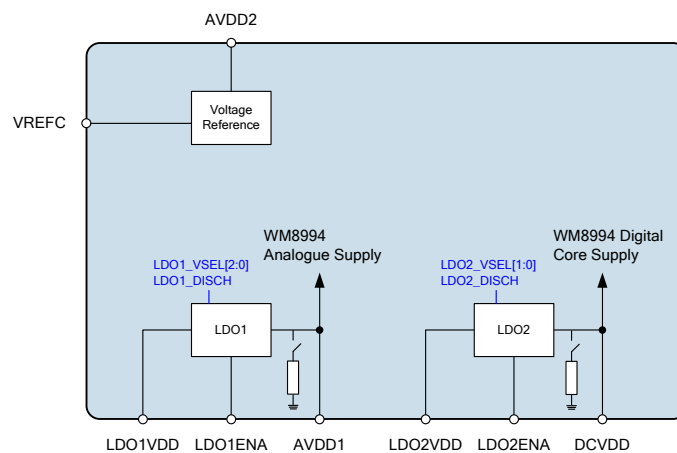 AVDD2
VREFC
Voltage
Reference
WM8994
Analogue Supply
LDO1_VSEL[2:0]
LDO1_DISCH
LDO1
WM8994 Digital
Core Supply
LDO2_VSEL[1:0]
LDO2_DISCH
LDO2
LDO1VDD
LDO1ENA
AVDD1
LDO2VDD
LDO2ENA
DCVDD